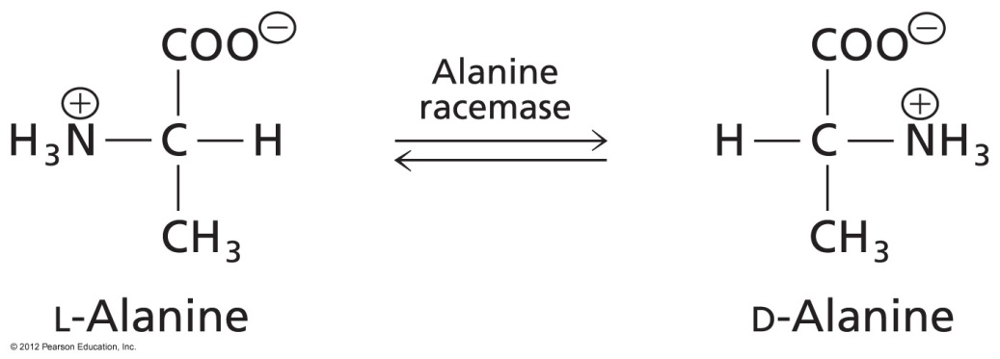 COO⊖ COO⊖
Alanine
racemase
⊕ ⊕
H₃N — C — H H — C — NH₃
CH₃ CH₃
L-Alanine D-Alanine
© 2012 Pearson Education, Inc.